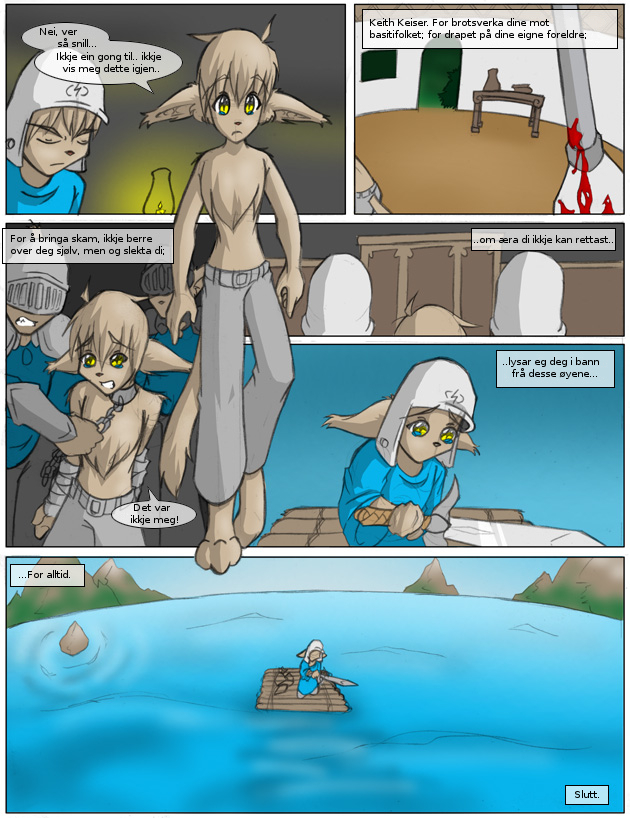 Nei, ver
så snill...
Ikkje ein gong til.. ikkje
vis meg dette igjen..
Keith Keiser. For brotsverka dine mot
basitifolket; for drapet på dine eigne foreldre;
For å bringa skam, ikkje berre
over deg sjølv, men og slekta di;
..om æra di ikkje kan rettast..
..lysar eg deg i bann
frå desse øyene...
Det var
ikkje meg!
...For alltid.
Slutt.